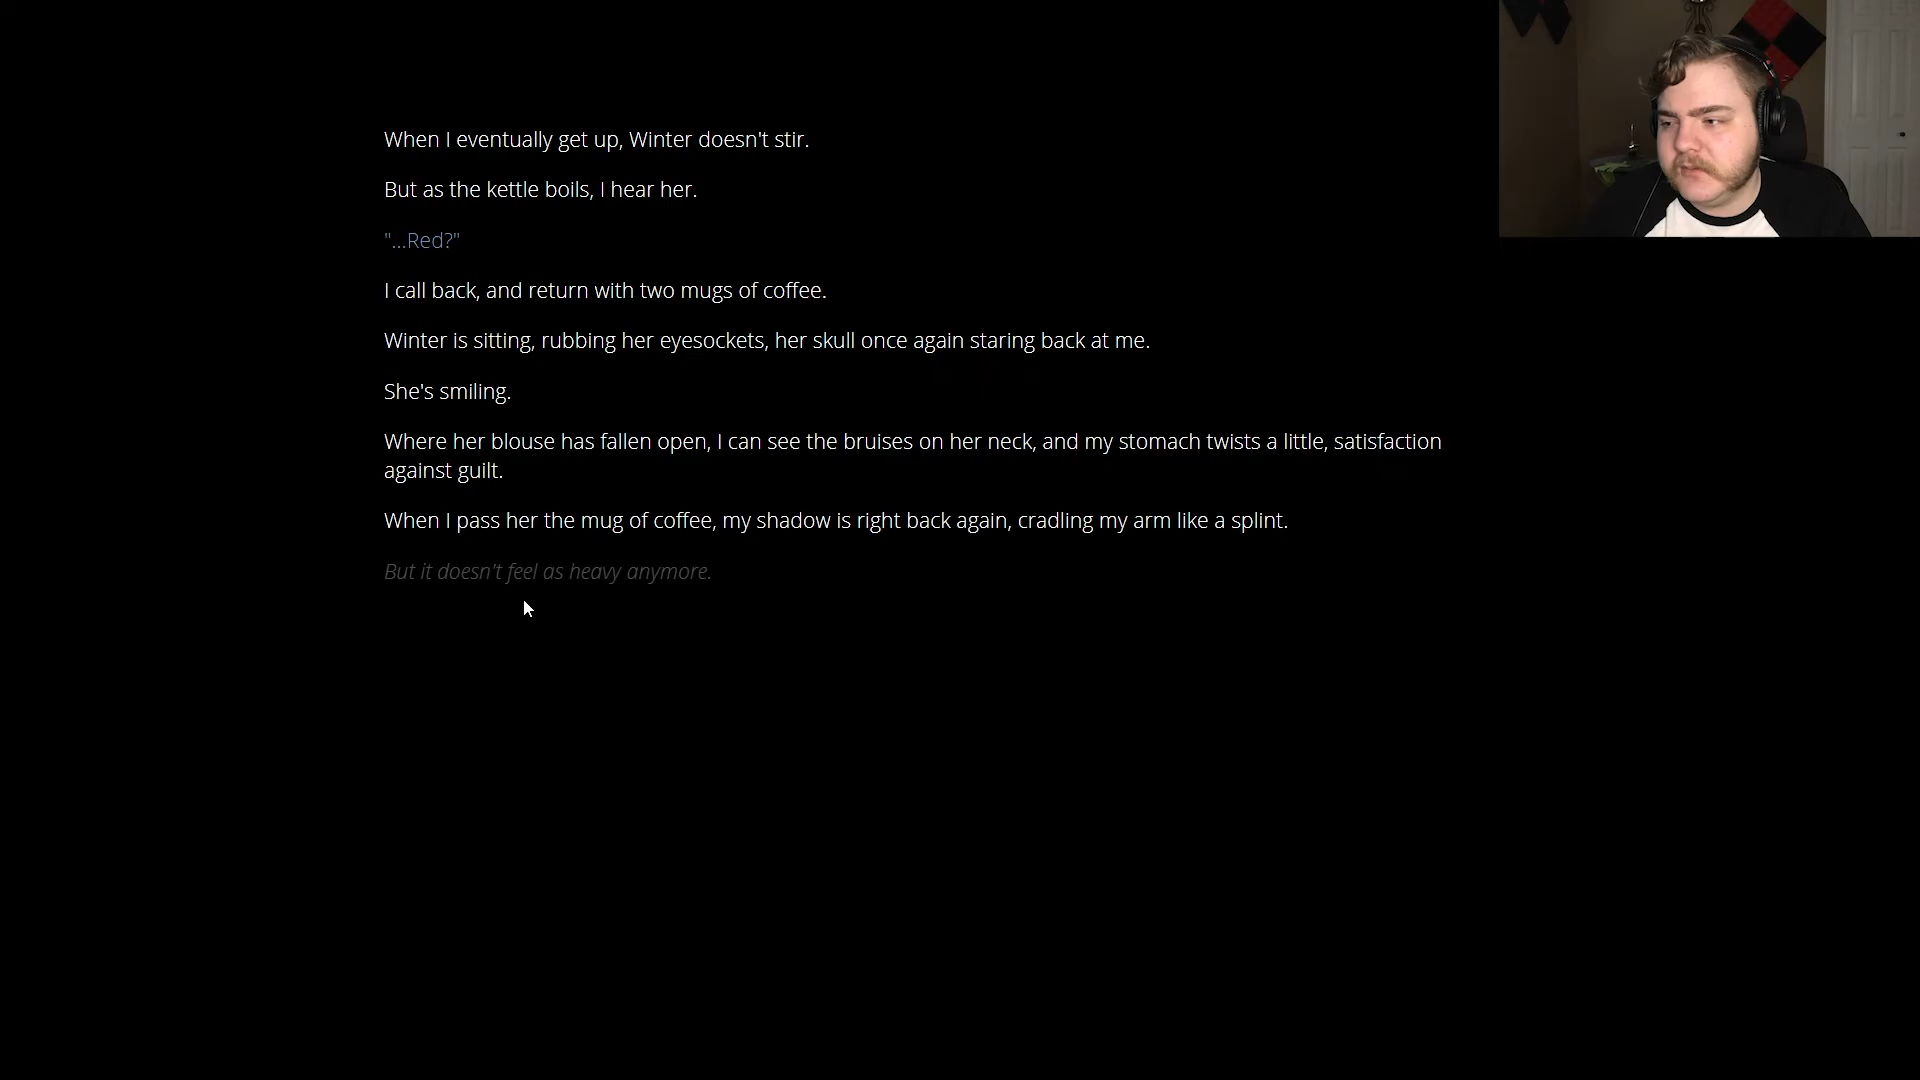 When I eventually get up, Winter doesn't stir.
But as the kettle boils, I hear her.
"...Red?"
I call back, and return with two mugs of coffee.
Winter is sitting, rubbing her eyesockets, her skull once again staring back at me.
She's smiling.
Where her blouse has fallen open, I can see the bruises on her neck, and my stomach twists a little, satisfaction
against guilt.
When I pass her the mug of coffee, my shadow is right back again, cradling my arm like a splint.
But it doesn't feel as heavy anymore.